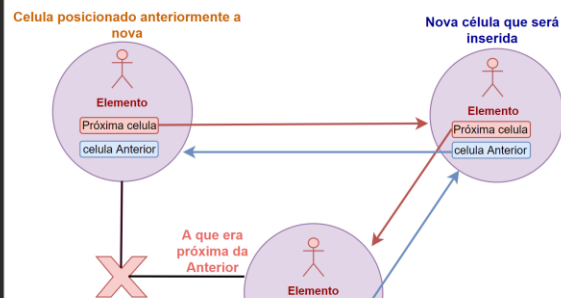 Celula posicionado anteriormente a
nova
Nova célula que será
inserida
Elemento
Próxima celula
celula Anterior
Elemento
Próxima celula
celula Anterior
A que era
próxima da
Anterior
Elemento